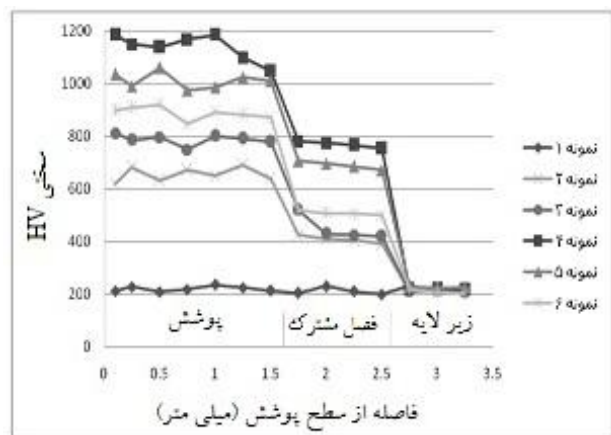 1200
1000
800
600
400
200
0
سختی HV
پوشش
فصل مشترك
زیر لایه
0 0.5 1 1.5 2 2.5 3 3.5
فاصله از سطح پوشش (میلی متر)
نمونه ۱
نمونه ۲
نمونه ۳
نمونه ۴
نمونه ۵
نمونه ۶